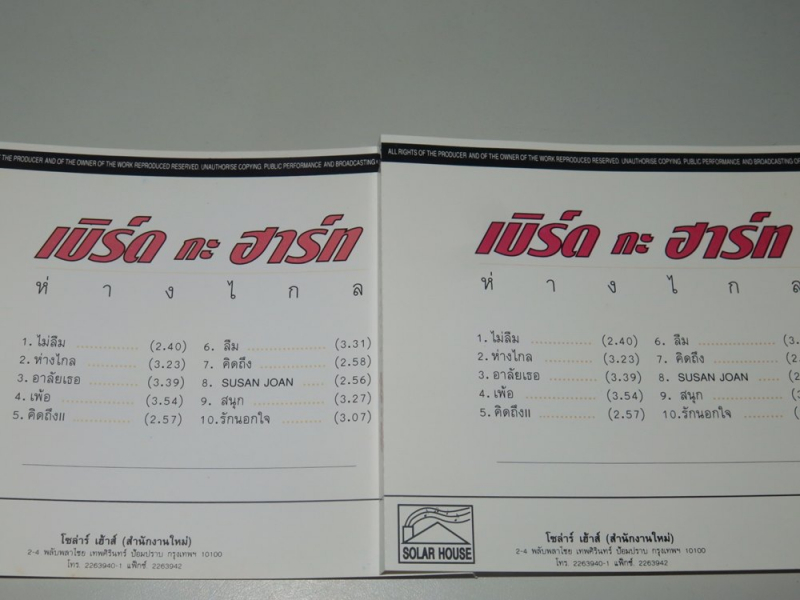 THE PRODUCER AND OF THE OWNER OF THE WORK REPRODUCED RESERVED. UNAUTHORISE COPYING. PUBLIC PERFORMANCE AND BROADCASTING
เบิร์ด กะ ฮาร์ท
ห่างไกล
1. ไม่ลืม (2.40)
2. ห่างไกล (3.23)
3. อาลัยเธอ (3.39)
4. เพ้อ (3.54)
5. คิดถึงII (2.57)
6. ลืม (3.31)
7. คิดถึง (2.58)
8. SUSAN JOAN (2.56)
9. สนุก (3.27)
10. รักนอกใจ (3.07)
โซล่าร์ เฮ้าส์ (สำนักงานใหม่)
2-4 พลับพลาไชย เทพศิรินทร์ ป้อมปราบ กรุงเทพฯ 10100
โทร. 2263940-1 แฟ็กซ์. 2263942
ALL RIGHTS OF THE PRODUCER AND OF THE OWNER OF THE WORK REPRODUCED RESERVED. UNAUTHORISE COPYING. PUBLIC PERFORMANCE AND BROADCASTING OR
เบิร์ด กะ ฮาร์ท
ห่างไกล
1. ไม่ลืม (2.40)
2. ห่างไกล (3.23)
3. อาลัยเธอ (3.39)
4. เพ้อ (3.54)
5. คิดถึงII (2.57)
6. ลืม (3.
7. คิดถึง (2.
8. SUSAN JOAN (2
9. สนุก (3.
10. รักนอกใจ (
SOLAR HOUSE
โซล่าร์ เฮ้าส์ (สำนักงานใหม่)
2-4 พลับพลาไชย เทพศิรินทร์ ป้อมปราบ กรุงเทพฯ 10100
โทร. 2263940-1 แฟ็กซ์. 2263942